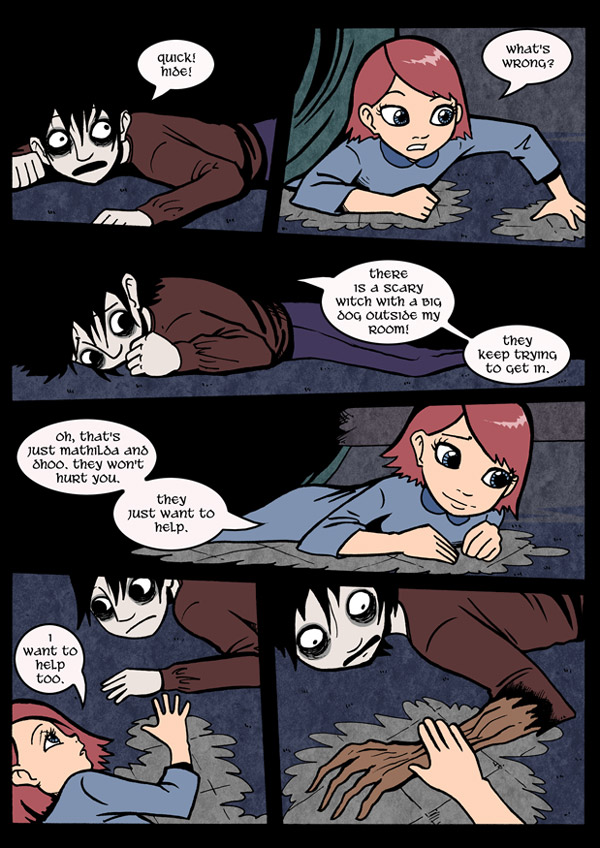 QUICK!
HIDE!
WHAT'S
WRONG?
THERE
IS A SCARY
WITCH WITH A BIG
DOG OUTSIDE MY
ROOM!
THEY
KEEP TRYING
TO GET IN.
OH, THAT'S
JUST MATHILDA AND
DHOO. THEY WON'T
HURT YOU.
THEY
JUST WANT TO
HELP.
I
WANT TO
HELP
TOO.